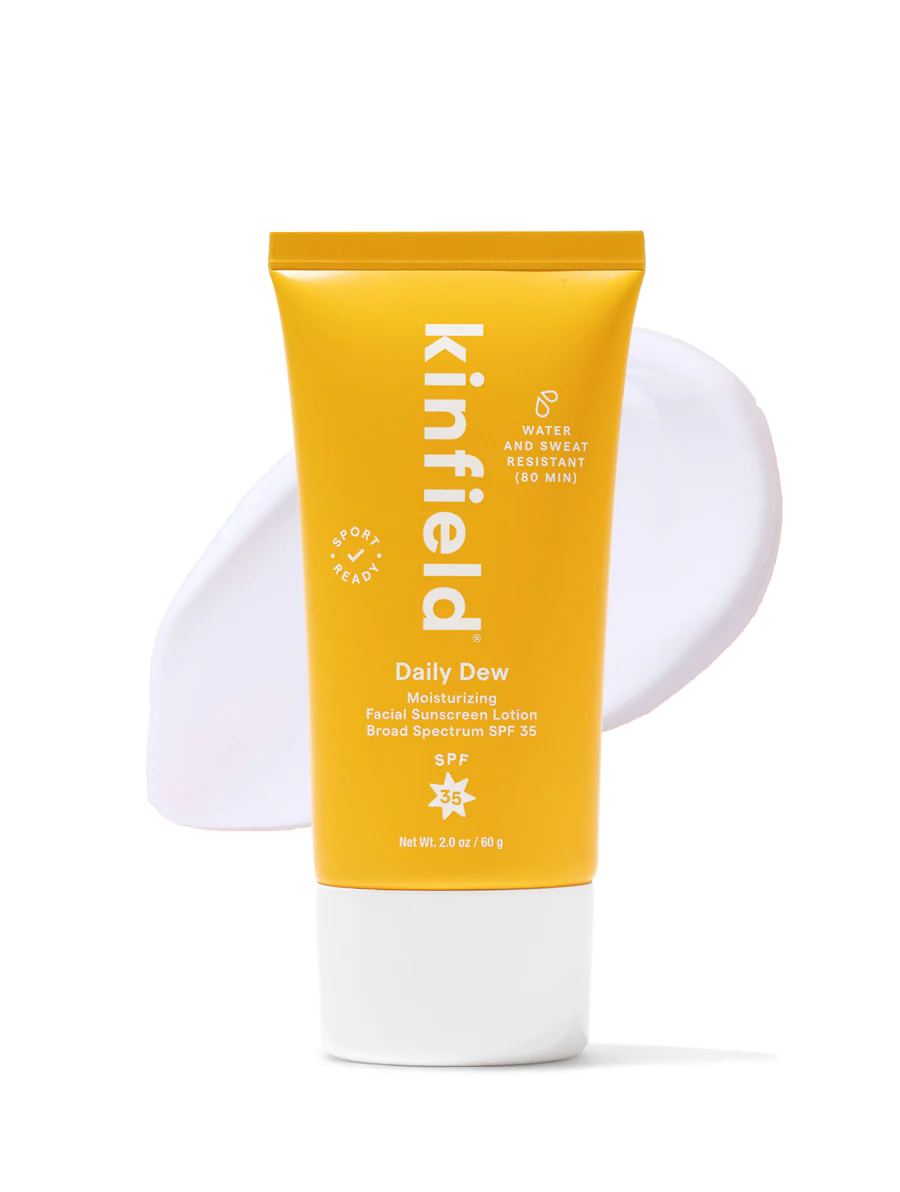 kinfield®
WATER
AND SWEAT
RESISTANT
(80 MIN)
SPORT
READY
Daily Dew
Moisturizing
Facial Sunscreen Lotion
Broad Spectrum SPF 35
SPF
35
Net Wt. 2.0 oz / 60 g